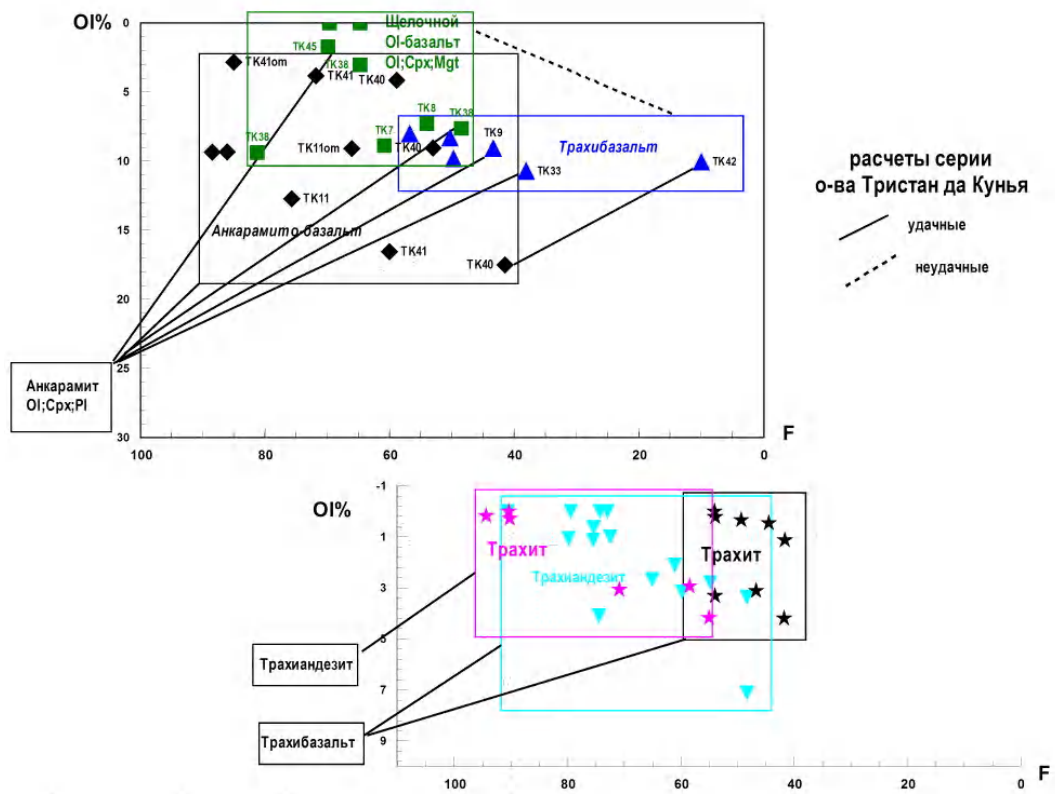 Ol%
0
5
10
20
25
30
100
80
60
40
20
0
F
Щелочной
Ol-базальт
Ol;Cpx;Mgt
TK45
TK38
TK41om
TK41
TK40
TK38
TK11om
TK7
TK40
TK8
TK38
TK9
TK33
TK42
Трахибазальт
TK11
Анкарамито-базальт
TK41
TK40
Анкарамит
Ol;Cpx;Pl
расчеты серии
о-ва Тристан да Кунья
удачные
неудачные
Ol%
-1
1
3
5
7
9
100
80
60
40
20
0
F
Трахит
Трахиандезит
Трахит
Трахиандезит
Трахибазальт